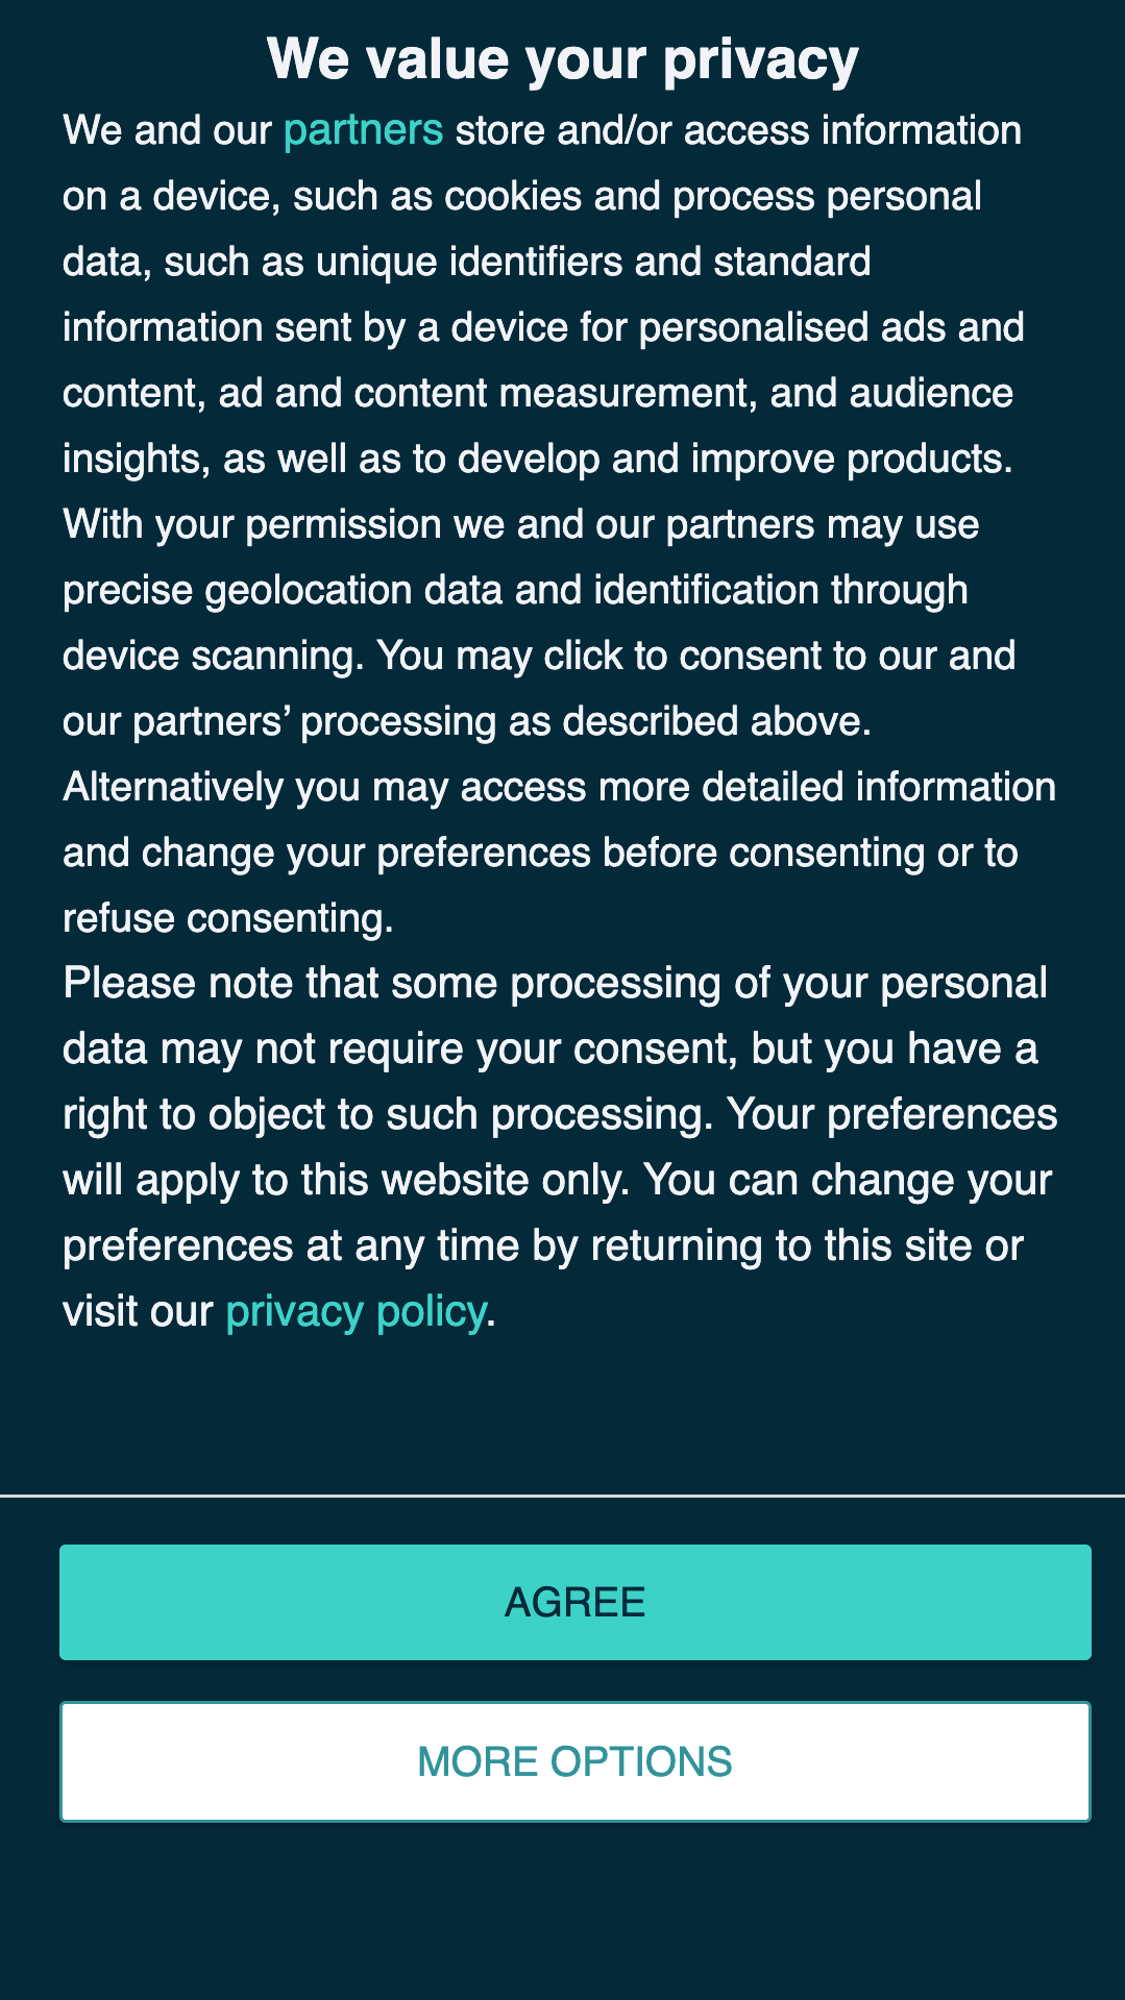 We value your privacy
We and our partners store and/or access information
on a device, such as cookies and process personal
data, such as unique identifiers and standard
information sent by a device for personalised ads and
content, ad and content measurement, and audience
insights, as well as to develop and improve products.
With your permission we and our partners may use
precise geolocation data and identification through
device scanning. You may click to consent to our and
our partners’ processing as described above.
Alternatively you may access more detailed information
and change your preferences before consenting or to
refuse consenting.
Please note that some processing of your personal
data may not require your consent, but you have a
right to object to such processing. Your preferences
will apply to this website only. You can change your
preferences at any time by returning to this site or
visit our privacy policy.
AGREE
MORE OPTIONS